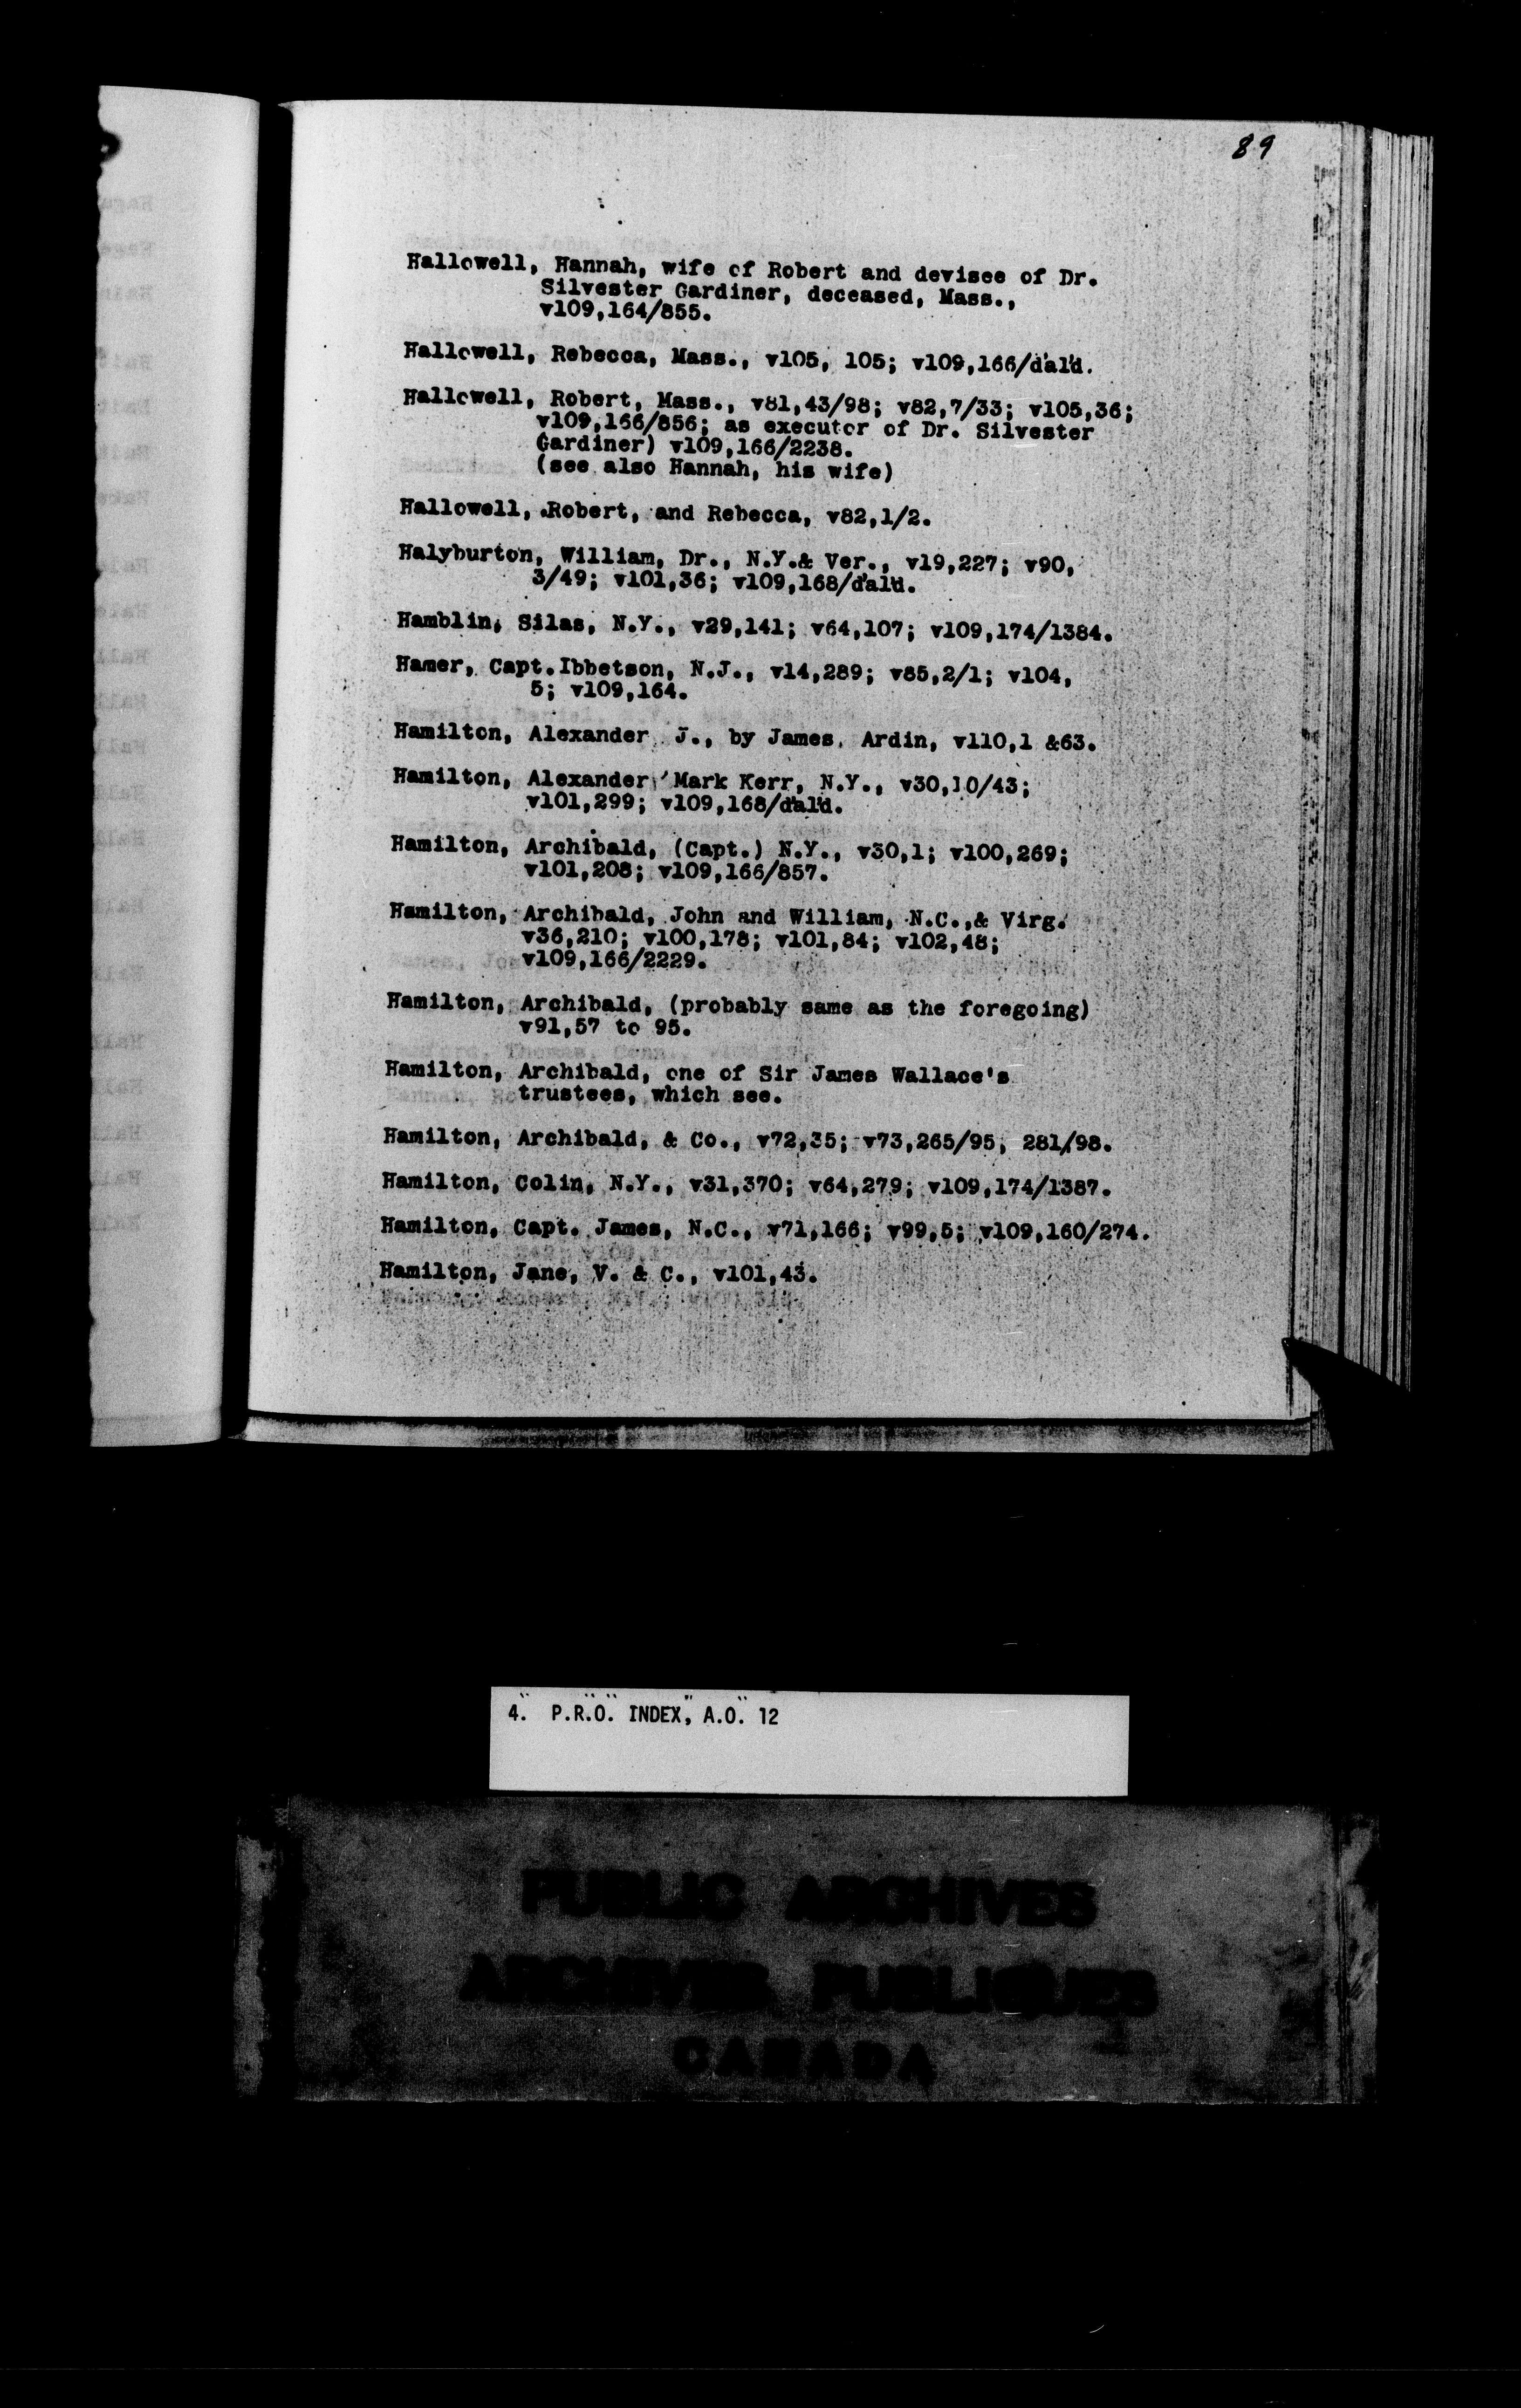 89
Hallowell, Hannah, wife of Robert and devisee of Dr.
Silvester Gardiner, deceased, Mass.,
v109,164/855.
Hallowell, Rebecca, Mass., v105, 105; v109,166/d'al'd.
Hallowell, Robert, Mass., v81,43/98; v82,7/33; v105,36;
v109,166/856; as executor of Dr. Silvester
Gardiner) v109,166/2238.
(see also Hannah, his wife)
Hallowell, Robert, and Rebecca, v82,1/2.
Halyburton, William, Dr., N.Y.& Ver., v19,227; v90,
3/49; v101,36; v109,168/d'al'd.
Hamblin, Silas, N.Y., v29,141; v64,107; v109,174/1384.
Hamer, Capt.Ibbetson, N.J., v14,289; v85,2/1; v104,
5; v109,164.
Hamilton, Alexander J., by James Ardin, v110,1 &63.
Hamilton, Alexander Mark Kerr, N.Y., v30,10/43;
v101,299; v109,168/d'al'd.
Hamilton, Archibald, (Capt.) N.Y., v30,1; v100,269;
v101,208; v109,166/857.
Hamilton, Archibald, John and William, N.C.,& Virg.
v36,210; v100,178; v101,84; v102,48;
v109,166/2229.
Hamilton, Archibald, (probably same as the foregoing)
v91,57 to 95.
Hamilton, Archibald, one of Sir James Wallace's
trustees, which see.
Hamilton, Archibald, & Co., v72,35; v73,265/95, 281/98.
Hamilton, Colin, N.Y., v31,370; v64,279; v109,174/1387.
Hamilton, Capt. James, N.C., v71,166; v99,5; v109,160/274.
Hamilton, Jane, V. & C., v101,43.
4. P.R.O. INDEX, A.O. 12
PUBLIC ARCHIVES
ARCHIVES PUBLIQUES
CANADA